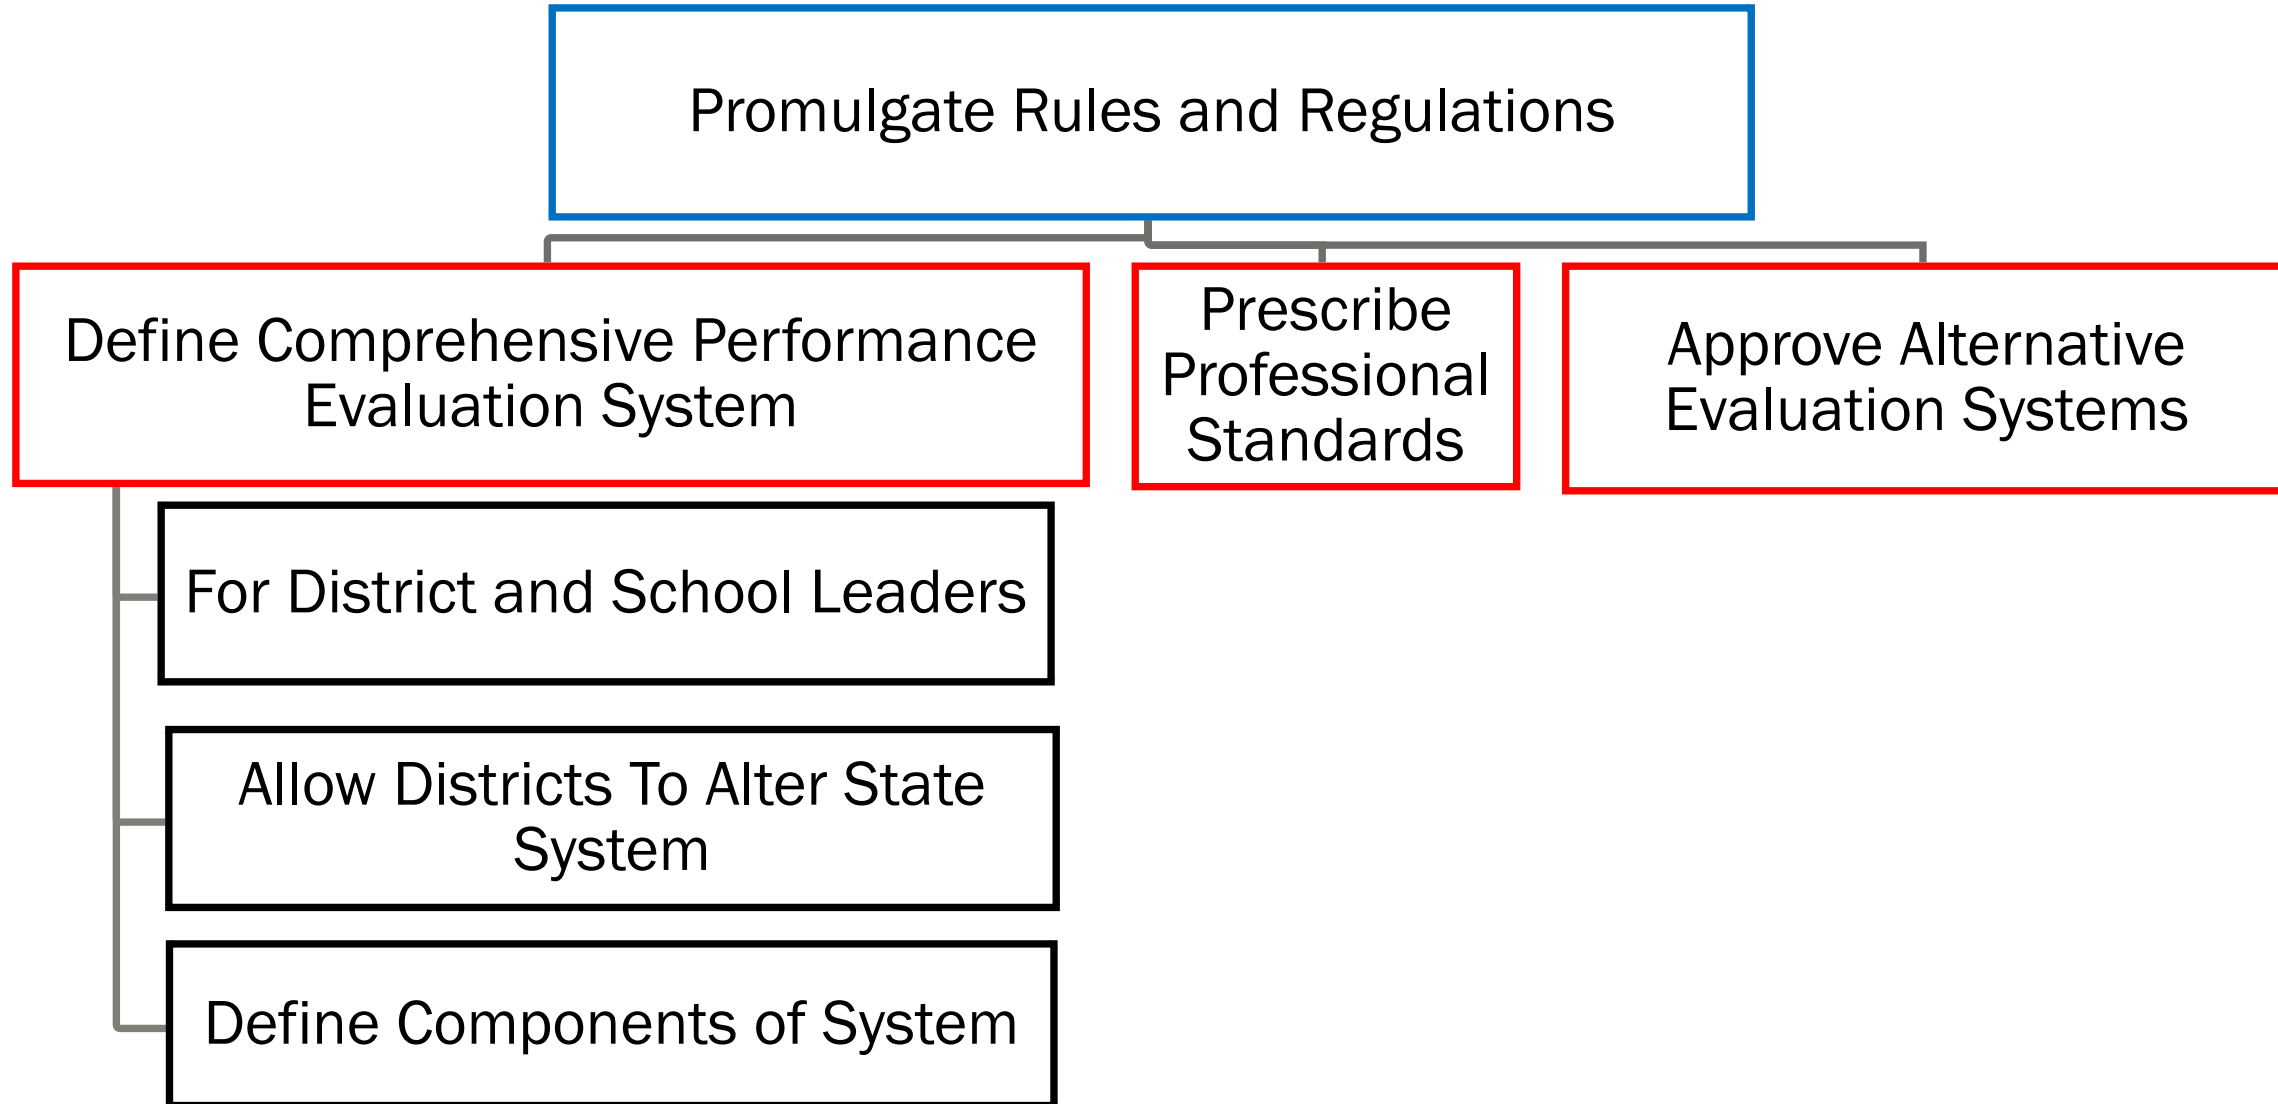 Promulgate Rules and Regulations
Define Comprehensive Performance
Evaluation System
Prescribe
Professional
Standards
Approve Alternative
Evaluation Systems
For District and School Leaders
Allow Districts To Alter State
System
Define Components of System